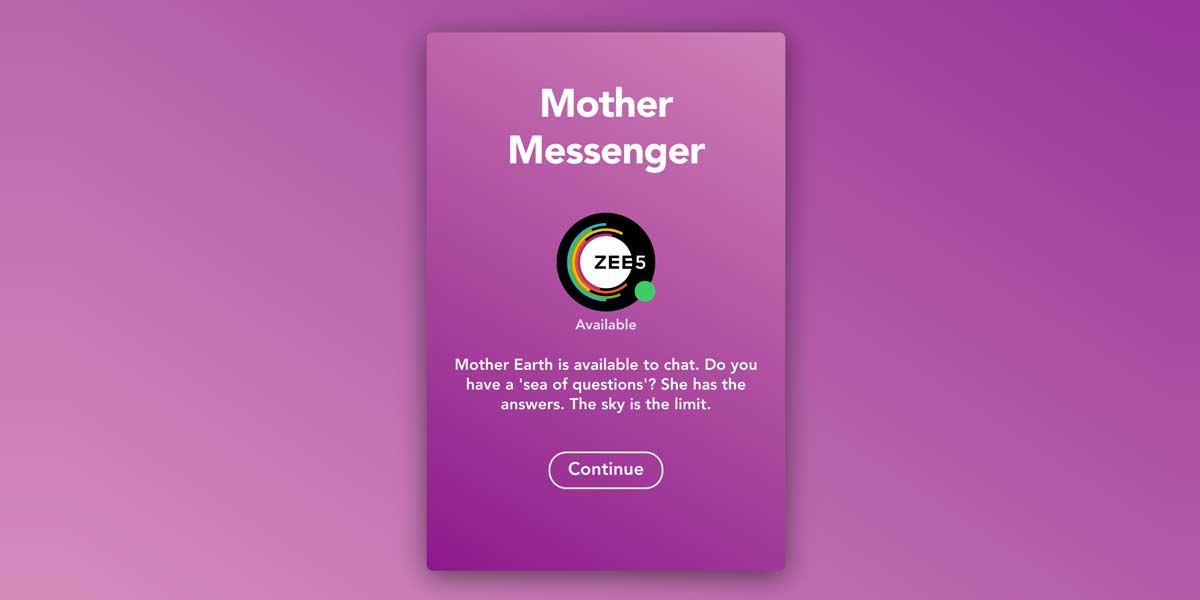 Mother
Messenger
ZEE5
Available
Mother Earth is available to chat. Do you
have a 'sea of questions'? She has the
answers. The sky is the limit.
Continue